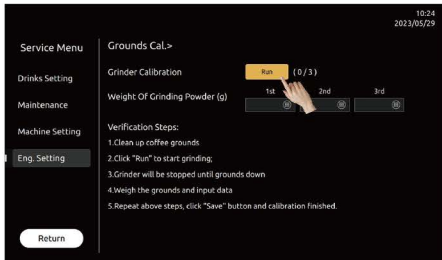 10:24
2023/05/29
Service Menu
Grounds Cal.>
Drinks Setting
Maintenance
Machine Setting
Eng. Setting
Return
Grinder Calibration
Run
( 0 / 3 )
Weight Of Grinding Powder (g)
1st
2nd
3rd
Verification Steps:
1.Clean up coffee grounds
2.Click "Run" to start grinding;
3.Grinder will be stopped until grounds down
4.Weigh the grounds and input data
5.Repeat above steps, click "Save" button and calibration finished.